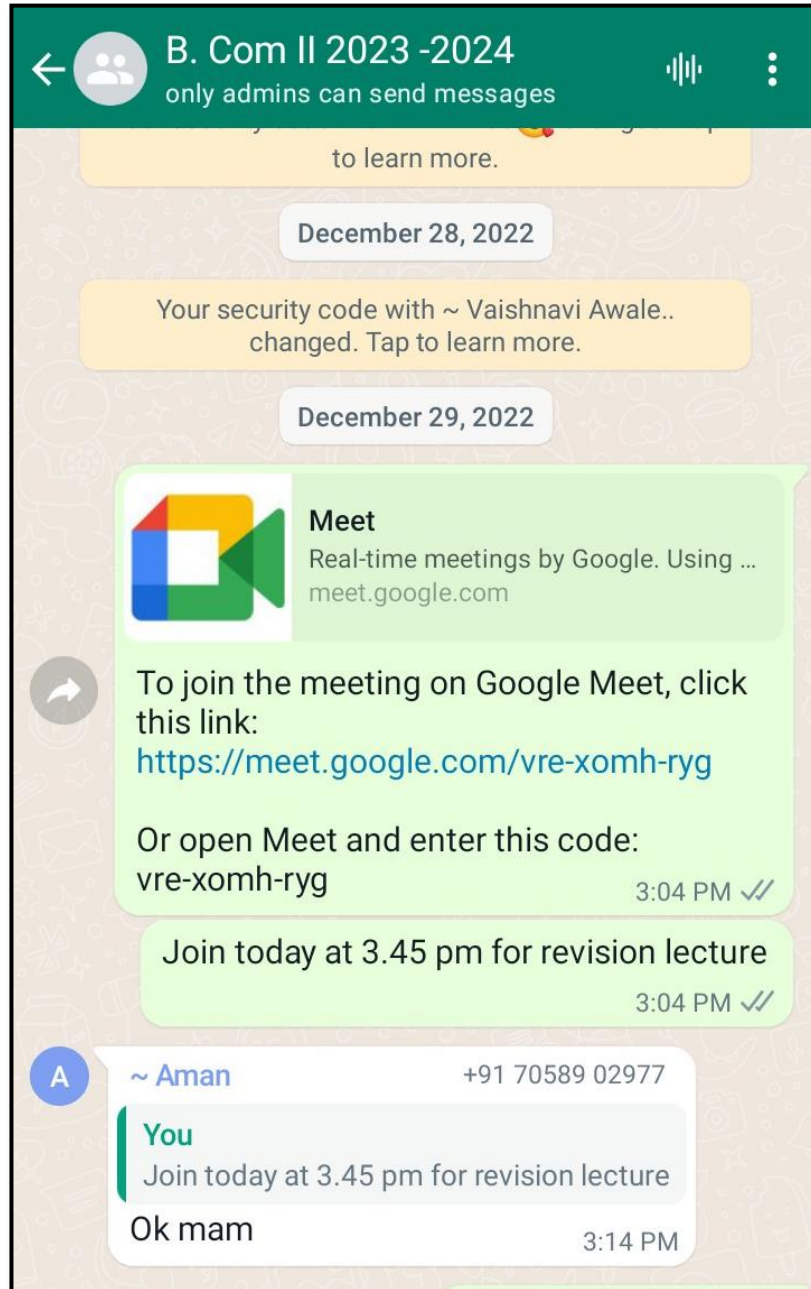 B. Com II 2023 -2024
only admins can send messages
to learn more.
December 28, 2022
Your security code with ~ Vaishnavi Awale..
changed. Tap to learn more.
December 29, 2022
Meet
Real-time meetings by Google. Using ...
meet.google.com
To join the meeting on Google Meet, click
this link:
https://meet.google.com/vre-xomh-ryg
Or open Meet and enter this code:
vre-xomh-ryg
3:04 PM
Join today at 3.45 pm for revision lecture
3:04 PM
A
~ Aman +91 70589 02977
You
Join today at 3.45 pm for revision lecture
Ok mam
3:14 PM